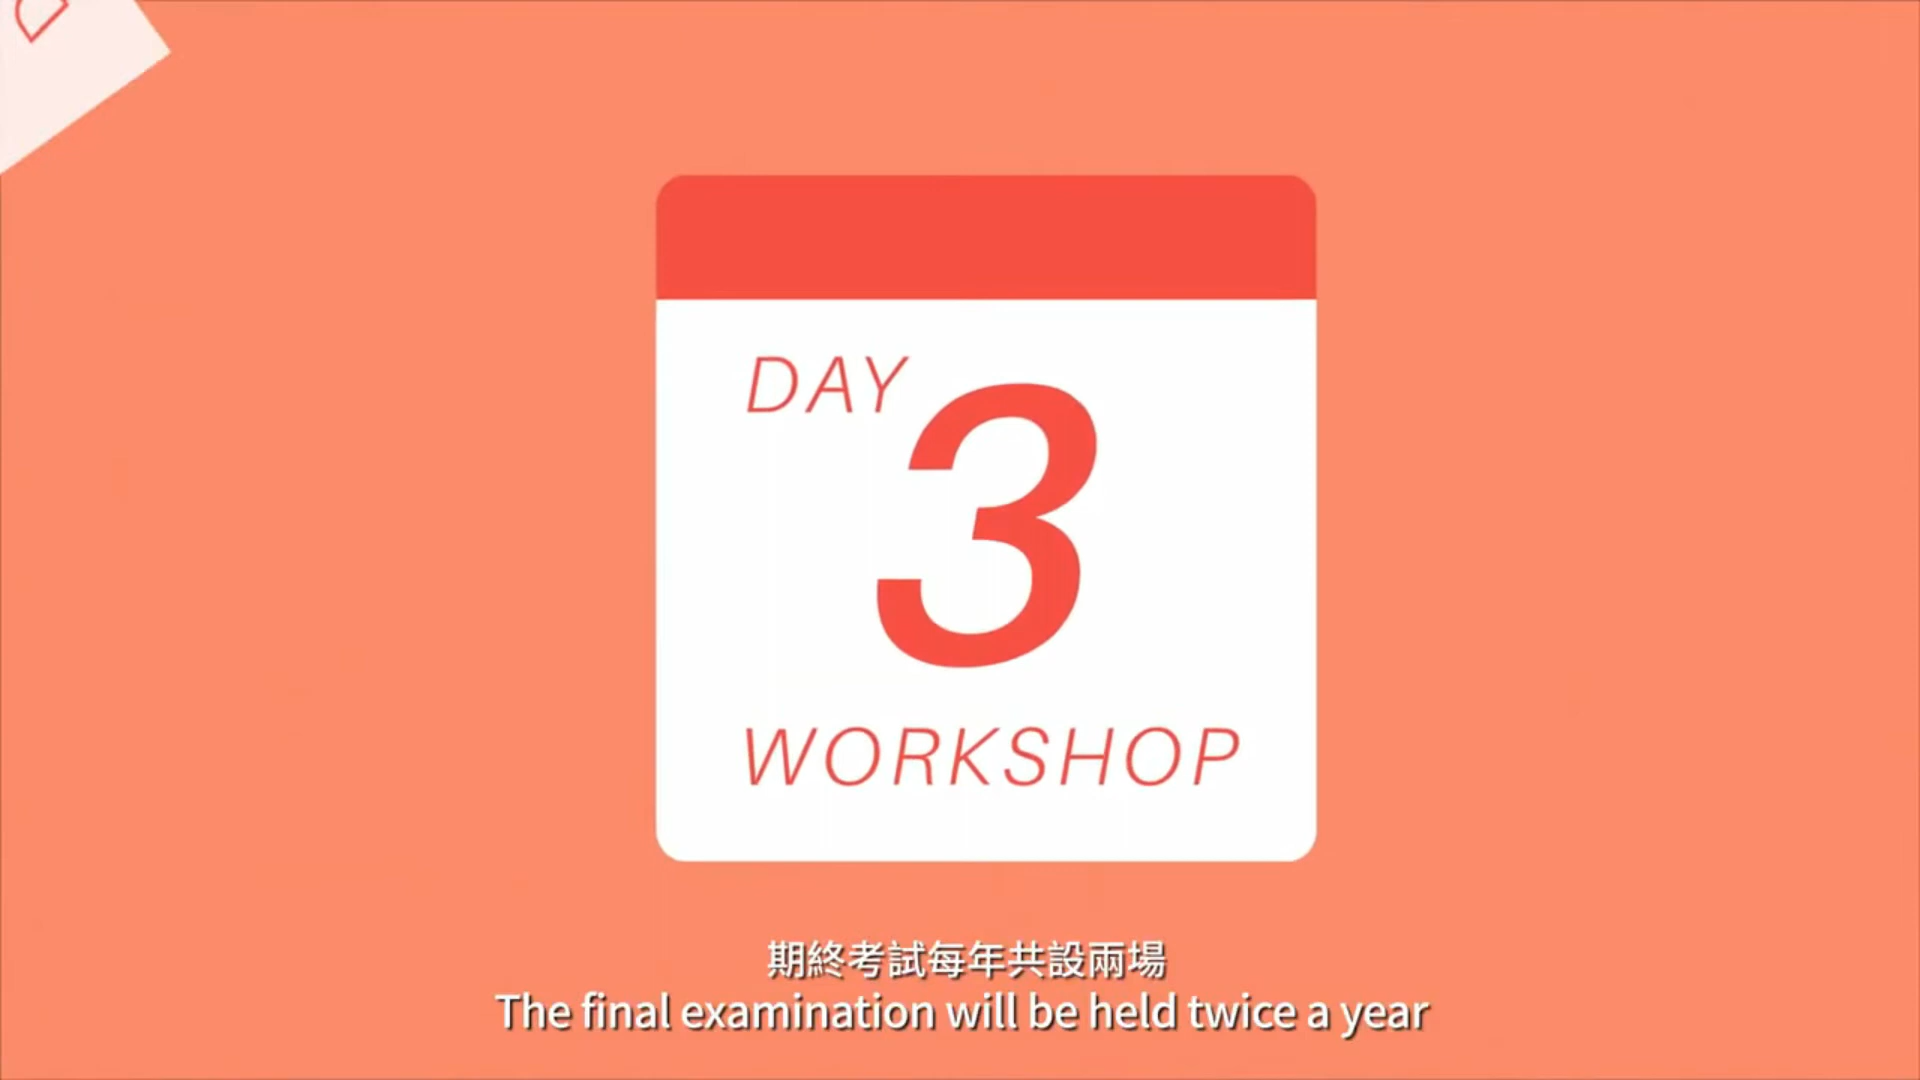 DAY
3
WORKSHOP
期終考試每年共設兩場
The final examination will be held twice a year